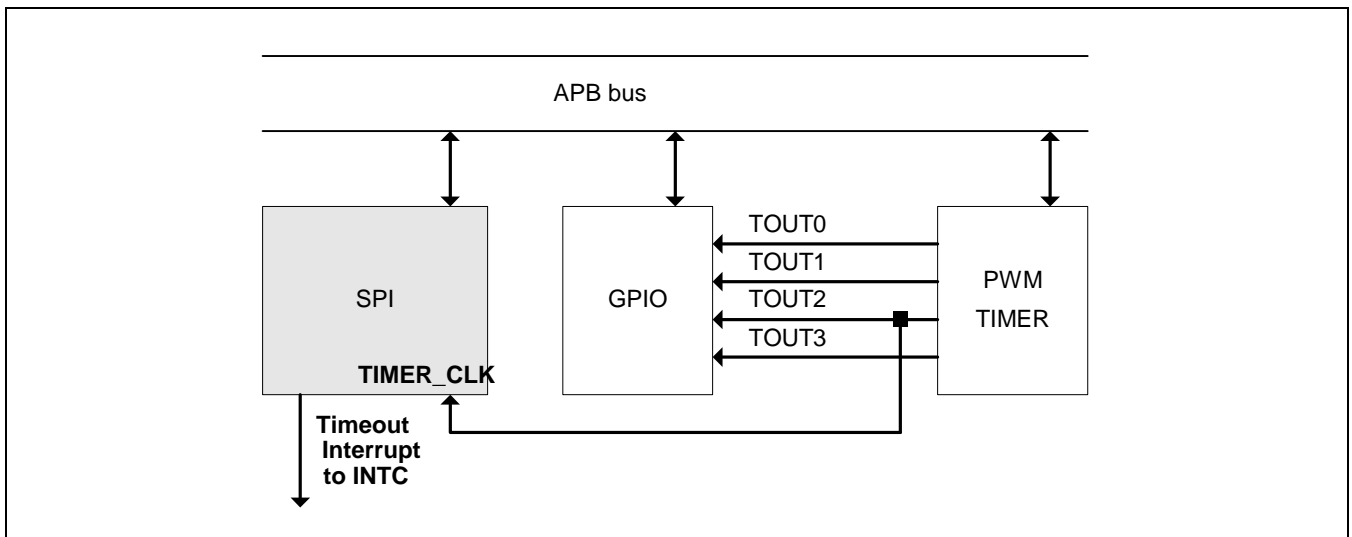 APB bus
TOUT0
TOUT1
PWM
SPI
GPIO
TOUT2
TIMER
TOUT3
TIMER_CLK
Timeout
Interrupt
to INTC